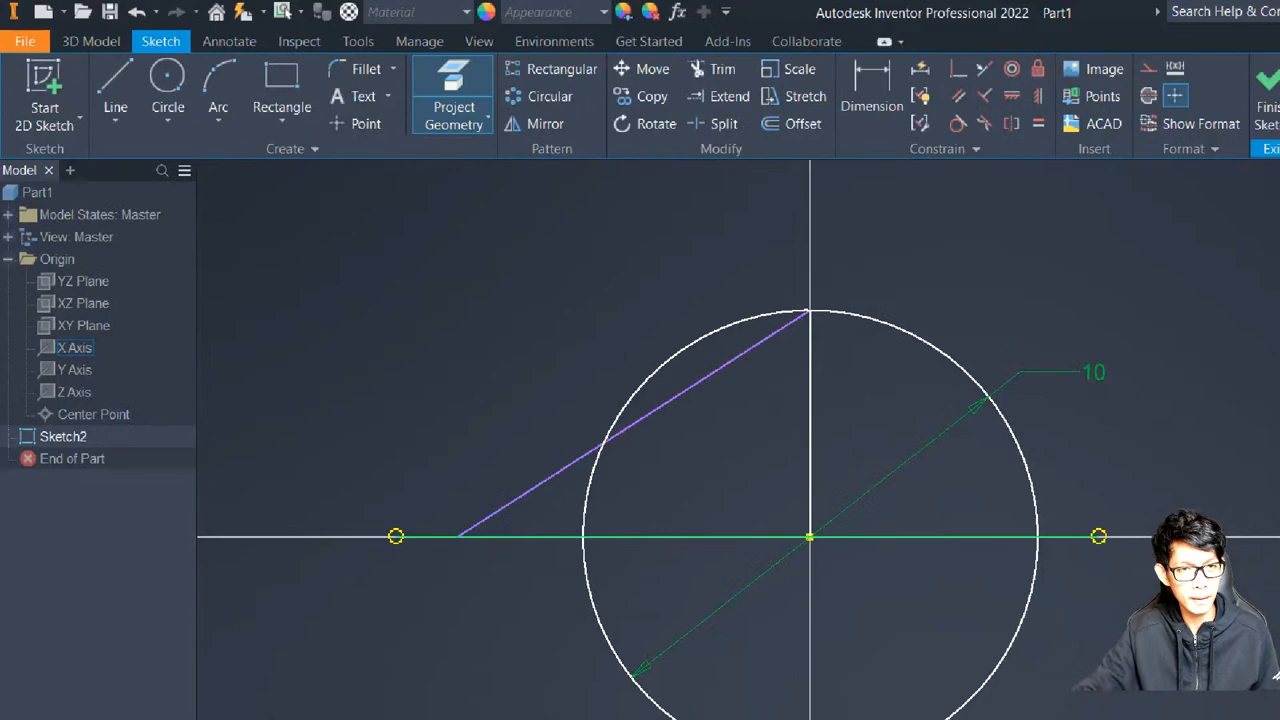 Material
Appearance
fx
Autodesk Inventor Professional 2022 Part1
Search Help & Co
File
3D Model
Sketch
Annotate
Inspect
Tools
Manage
View
Environments
Get Started
Add-Ins
Collaborate
Start
2D Sketch
Line
Circle
Arc
Rectangle
Fillet
A Text
Point
Project
Geometry
Rectangular
Circular
Mirror
Move
Copy
Rotate
Trim
Extend
Split
Scale
Stretch
Offset
Dimension
Image
Points
ACAD
Show Format
Finis
Sket
Sketch
Create
Pattern
Modify
Constrain
Insert
Format
Exi
Model
Part1
Model States: Master
View: Master
Origin
YZ Plane
XZ Plane
XY Plane
X Axis
Y Axis
Z Axis
Center Point
Sketch2
End of Part
10